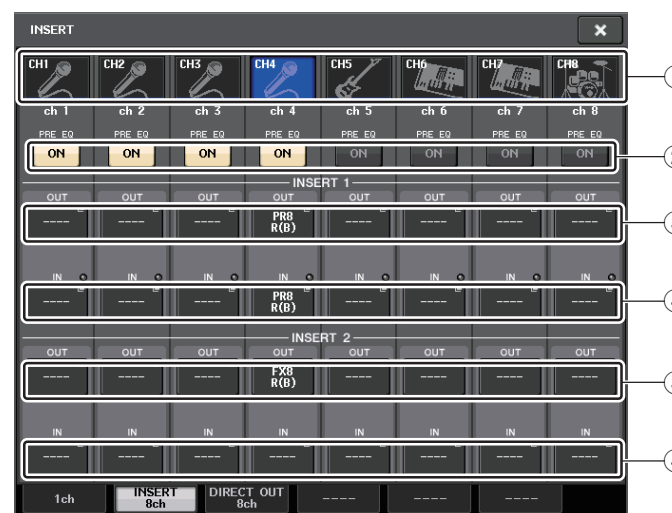 INSERT ×
CH1 CH2 CH3 CH4 CH5 CH6 CH7 CH8
ch 1 ch 2 ch 3 ch 4 ch 5 ch 6 ch 7 ch 8
PRE EQ PRE EQ PRE EQ PRE EQ PRE EQ PRE EQ PRE EQ PRE EQ
ON ON ON ON ON ON ON ON
INSERT 1
OUT OUT OUT OUT OUT OUT OUT OUT
---- ---- ---- PR8 R(B) ---- ---- ---- ----
IN IN IN IN IN IN IN IN
---- ---- ---- PR8 R(B) ---- ---- ---- ----
INSERT 2
OUT OUT OUT OUT OUT OUT OUT OUT
---- ---- ---- FX8 R(B) ---- ---- ---- ----
IN IN IN IN IN IN IN IN
---- ---- ---- ---- ---- ---- ---- ----
1ch INSERT 8ch DIRECT OUT 8ch ---- ---- ----